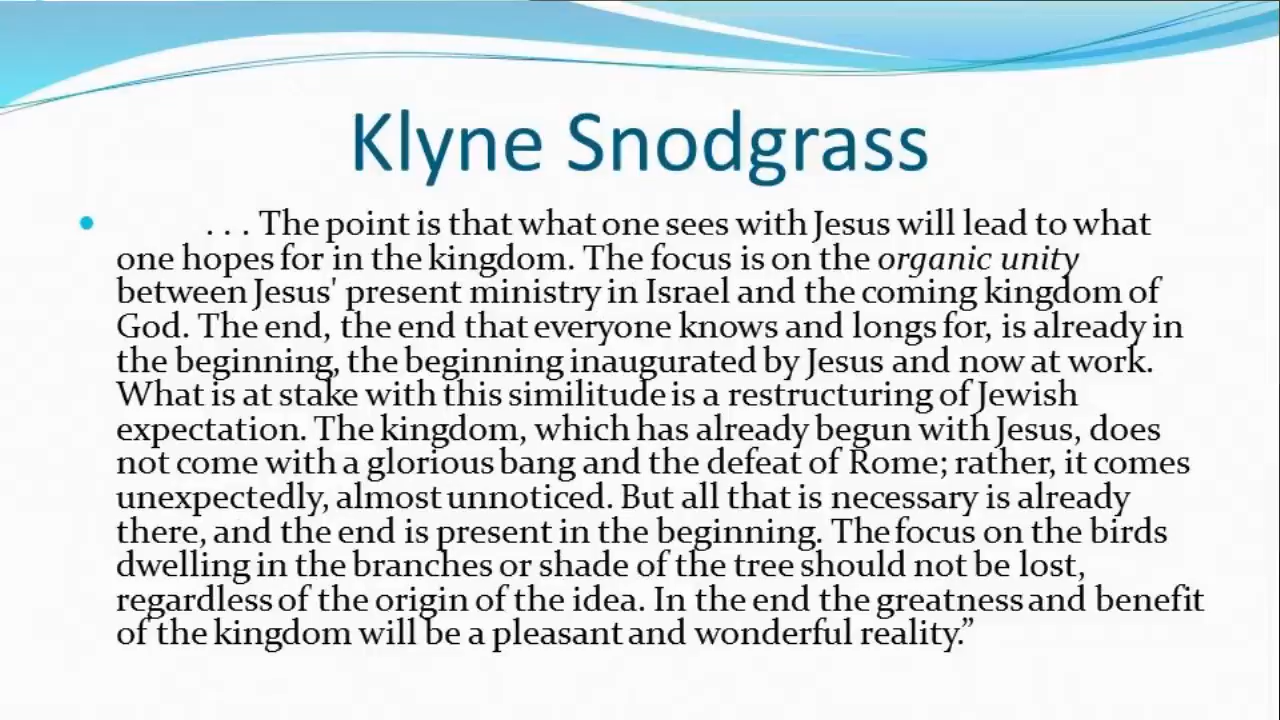 Klyne Snodgrass
• . . . The point is that what one sees with Jesus will lead to what
one hopes for in the kingdom. The focus is on the organic unity
between Jesus' present ministry in Israel and the coming kingdom of
God. The end, the end that everyone knows and longs for, is already in
the beginning, the beginning inaugurated by Jesus and now at work.
What is at stake with this similitude is a restructuring of Jewish
expectation. The kingdom, which has already begun with Jesus, does
not come with a glorious bang and the defeat of Rome; rather, it comes
unexpectedly, almost unnoticed. But all that is necessary is already
there, and the end is present in the beginning. The focus on the birds
dwelling in the branches or shade of the tree should not be lost,
regardless of the origin of the idea. In the end the greatness and benefit
of the kingdom will be a pleasant and wonderful reality.”